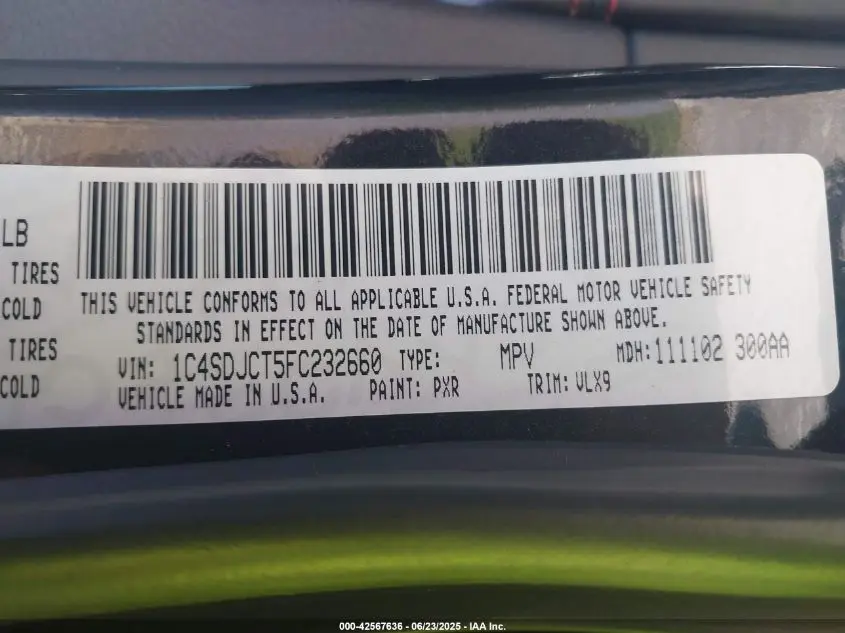 LB
TIRES
COLD
TIRES
COLD
THIS VEHICLE CONFORMS TO ALL APPLICABLE U.S.A. FEDERAL MOTOR VEHICLE SAFETY
STANDARDS IN EFFECT ON THE DATE OF MANUFACTURE SHOWN ABOVE.
VIN: 1C4SDJCT5FC232660 TYPE: MPV MDH:111102 300AA
VEHICLE MADE IN U.S.A. PAINT: PXR TRIM: VLX9
000-42567636 - 06/23/2025 - IAA Inc.